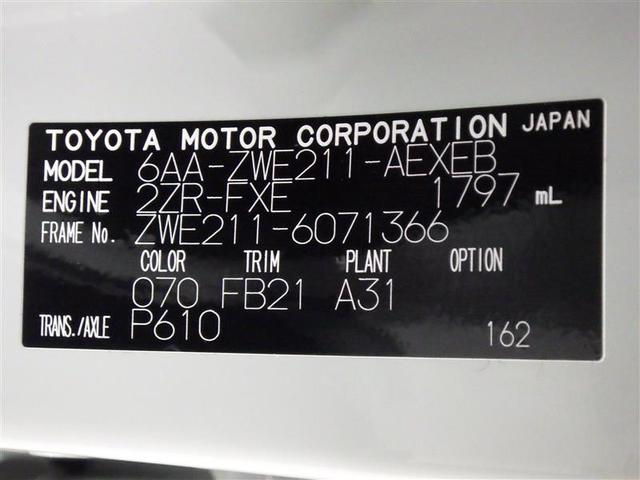 TOYOTA MOTOR CORPORATION JAPAN
MODEL 6AA-ZWE211-AEXEB
ENGINE 2ZR-FXE 1797 mL
FRAME No. ZWE211-6071366
COLOR TRIM PLANT OPTION
070 FB21 A31
TRANS./AXLE P610 162